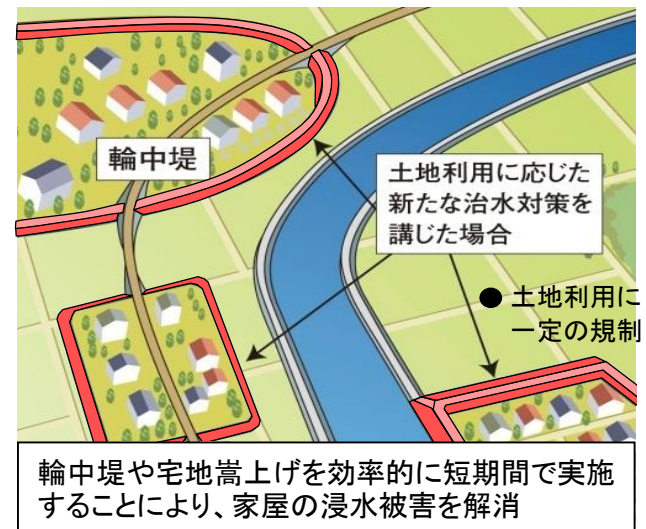 輪中堤
土地利用に応じた
新たな治水対策を
講じた場合
● 土地利用に
一定の規制
輪中堤や宅地嵩上げを効率的に短期間で実施
することにより、家屋の浸水被害を解消